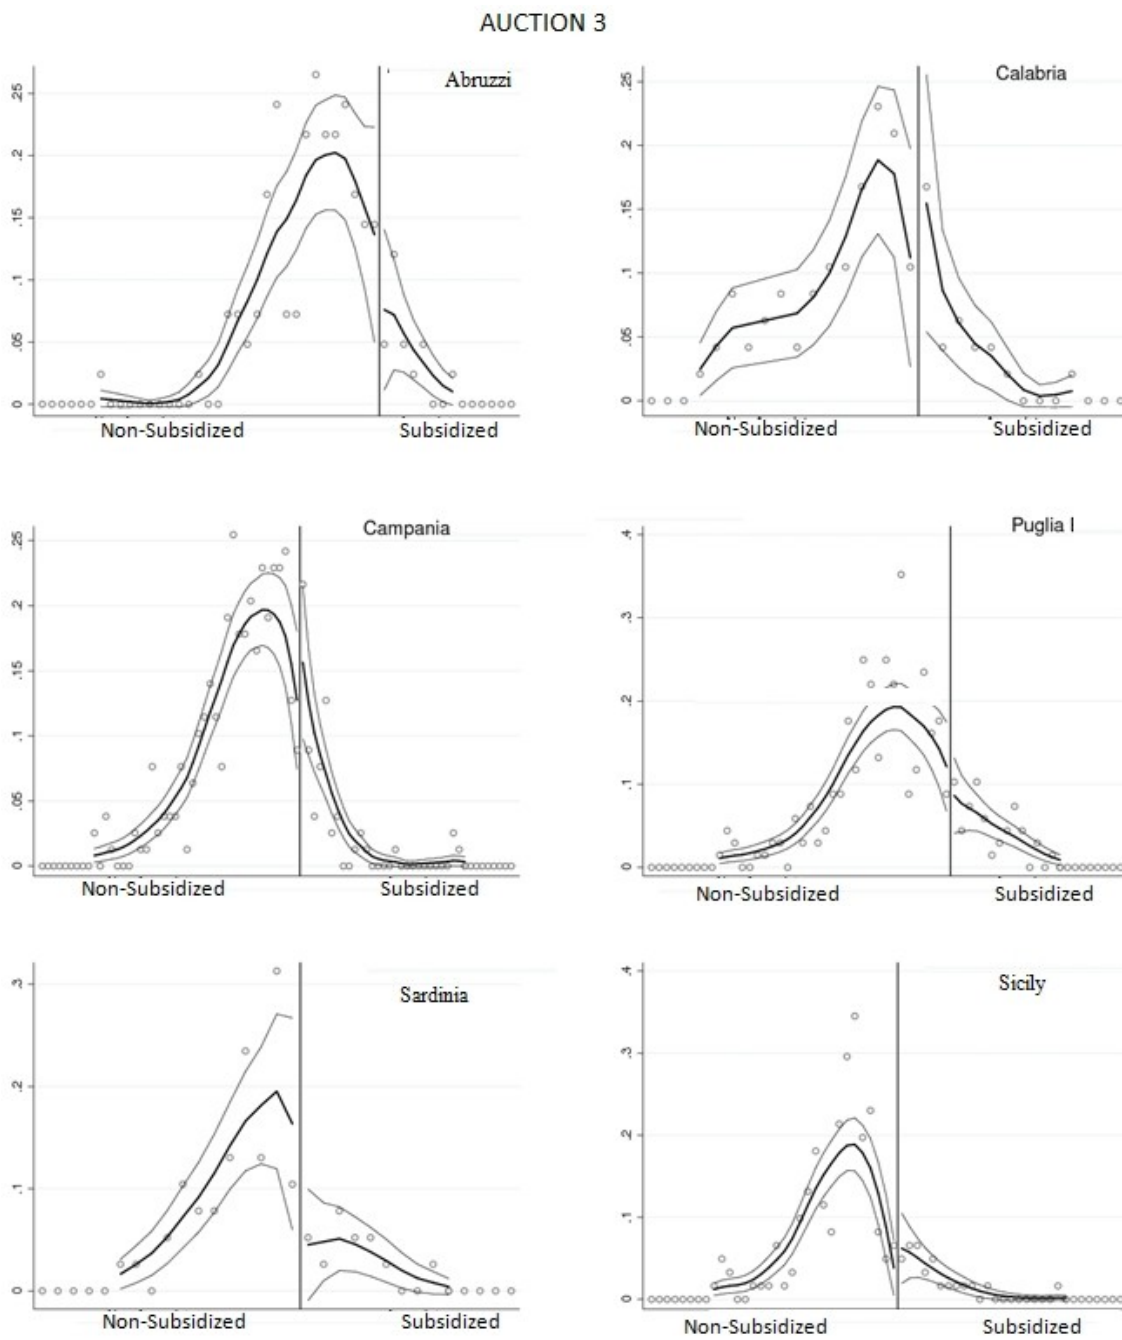 AUCTION 3
Abruzzi
.25
.2
.15
.1
.05
0
Non-Subsidized Subsidized
Calabria
.25
.2
.15
.1
.05
0
Non-Subsidized Subsidized
Campania
.25
.2
.15
.1
.05
0
Non-Subsidized Subsidized
Puglia I
.4
.3
.2
.1
0
Non-Subsidized Subsidized
Sardinia
.3
.2
.1
0
Non-Subsidized Subsidized
Sicily
.4
.3
.2
.1
0
Non-Subsidized Subsidized